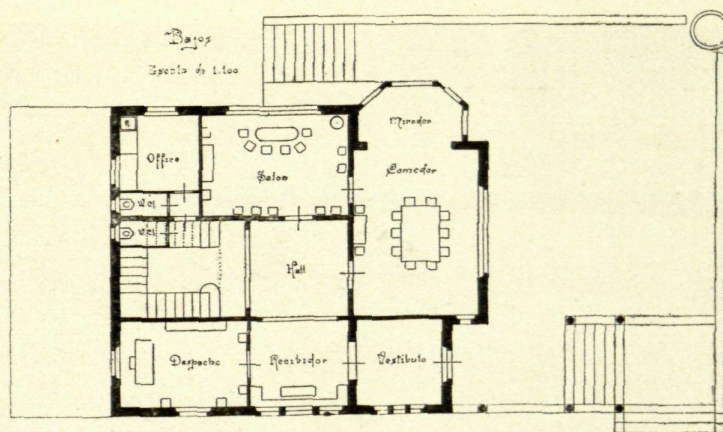 Bajos
Escala de 1.100
Mirador
Office
Salon
Comedor
W.C.
W.C.
Hall
Despacho
Recibidor
Vestibulo